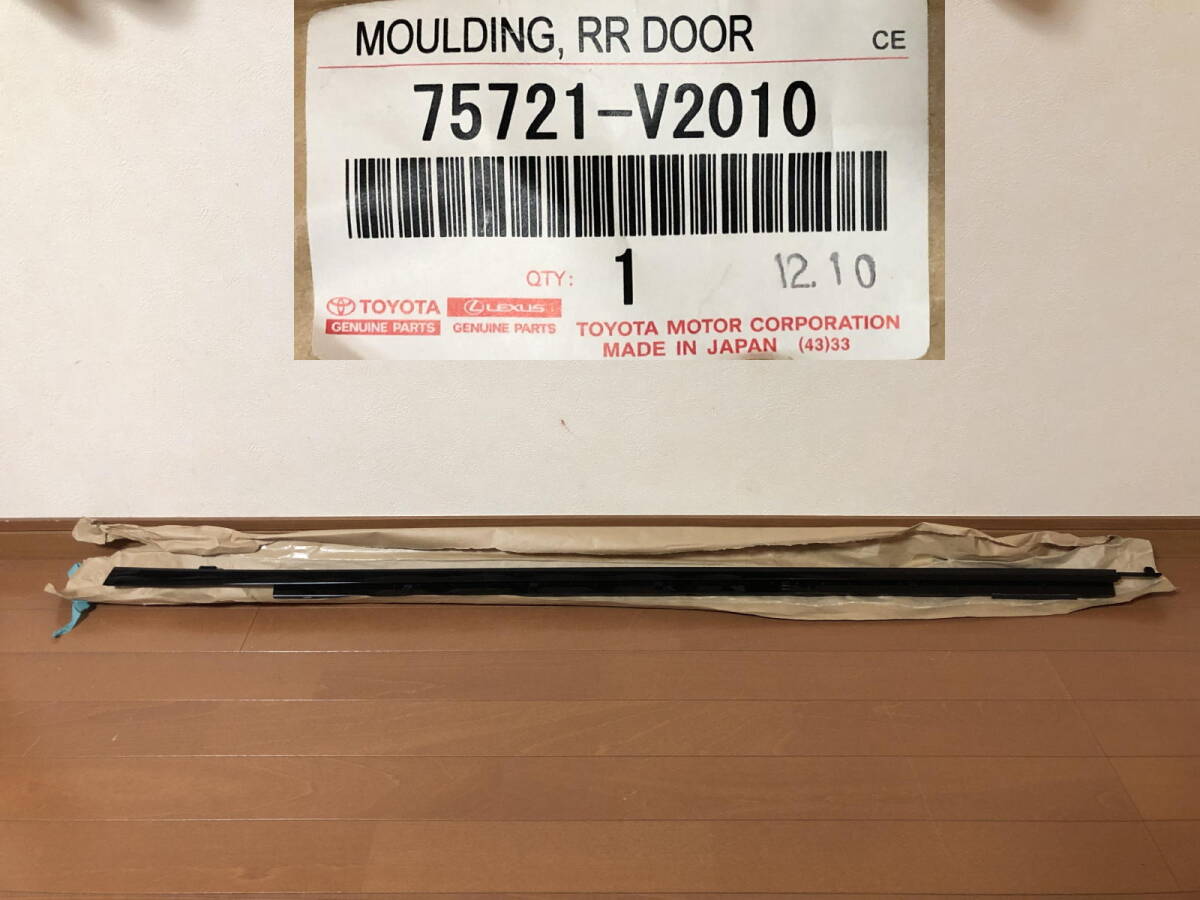 MOULDING, RR DOOR CE
75721-V2010
QTY: 1 12.10
TOYOTA LEXUS
GENUINE PARTS GENUINE PARTS TOYOTA MOTOR CORPORATION
MADE IN JAPAN (43)33